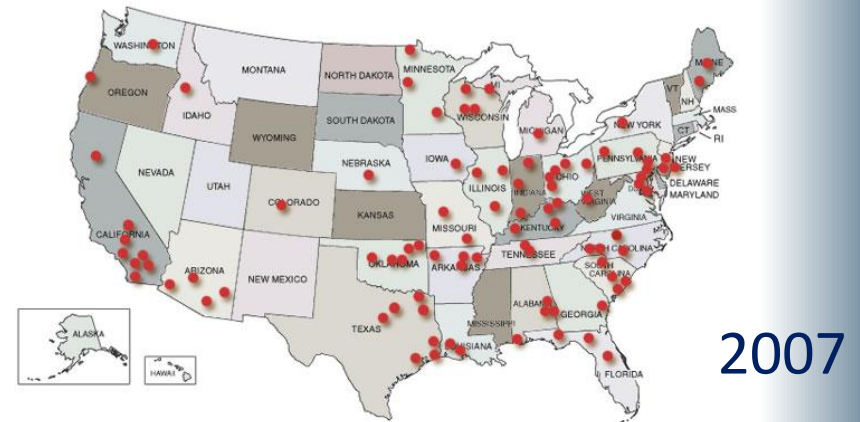 WASHINGTON
OREGON
IDAHO
MONTANA
NORTH DAKOTA
SOUTH DAKOTA
MINNESOTA
WISCONSIN
MI
MICHIGAN
MAINE
VT
NH
MASS
CT
RI
NEW YORK
PENNSYLVANIA
NEW
JERSEY
DELAWARE
MARYLAND
WYOMING
NEVADA
UTAH
COLORADO
CALIFORNIA
NEBRASKA
IOWA
ILLINOIS
INDIANA
OHIO
WEST
VIRGINIA
VIRGINIA
KANSAS
MISSOURI
KENTUCKY
ARIZONA
NEW MEXICO
OKLAHOMA
ARKANSAS
TENNESSEE
NORTH CAROLINA
SOUTH
CAROLINA
TEXAS
LOUISIANA
MISSISSIPPI
ALABAMA
GEORGIA
FLORIDA
ALASKA
HAWAII
2007